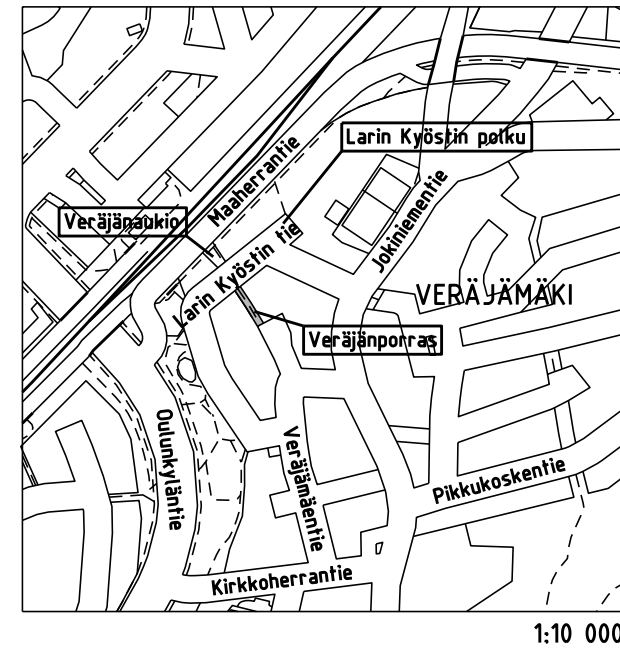 Larin Kyöstin polku
Maaherrantie
Veräjänaukio
Jokiniementie
Larin Kyöstin tie
VERÄJÄMÄKI
Veräjänporras
Oulunkyläntie
Veräjämäentie
Pikkukoskentie
Kirkkoherrantie
1:10 000